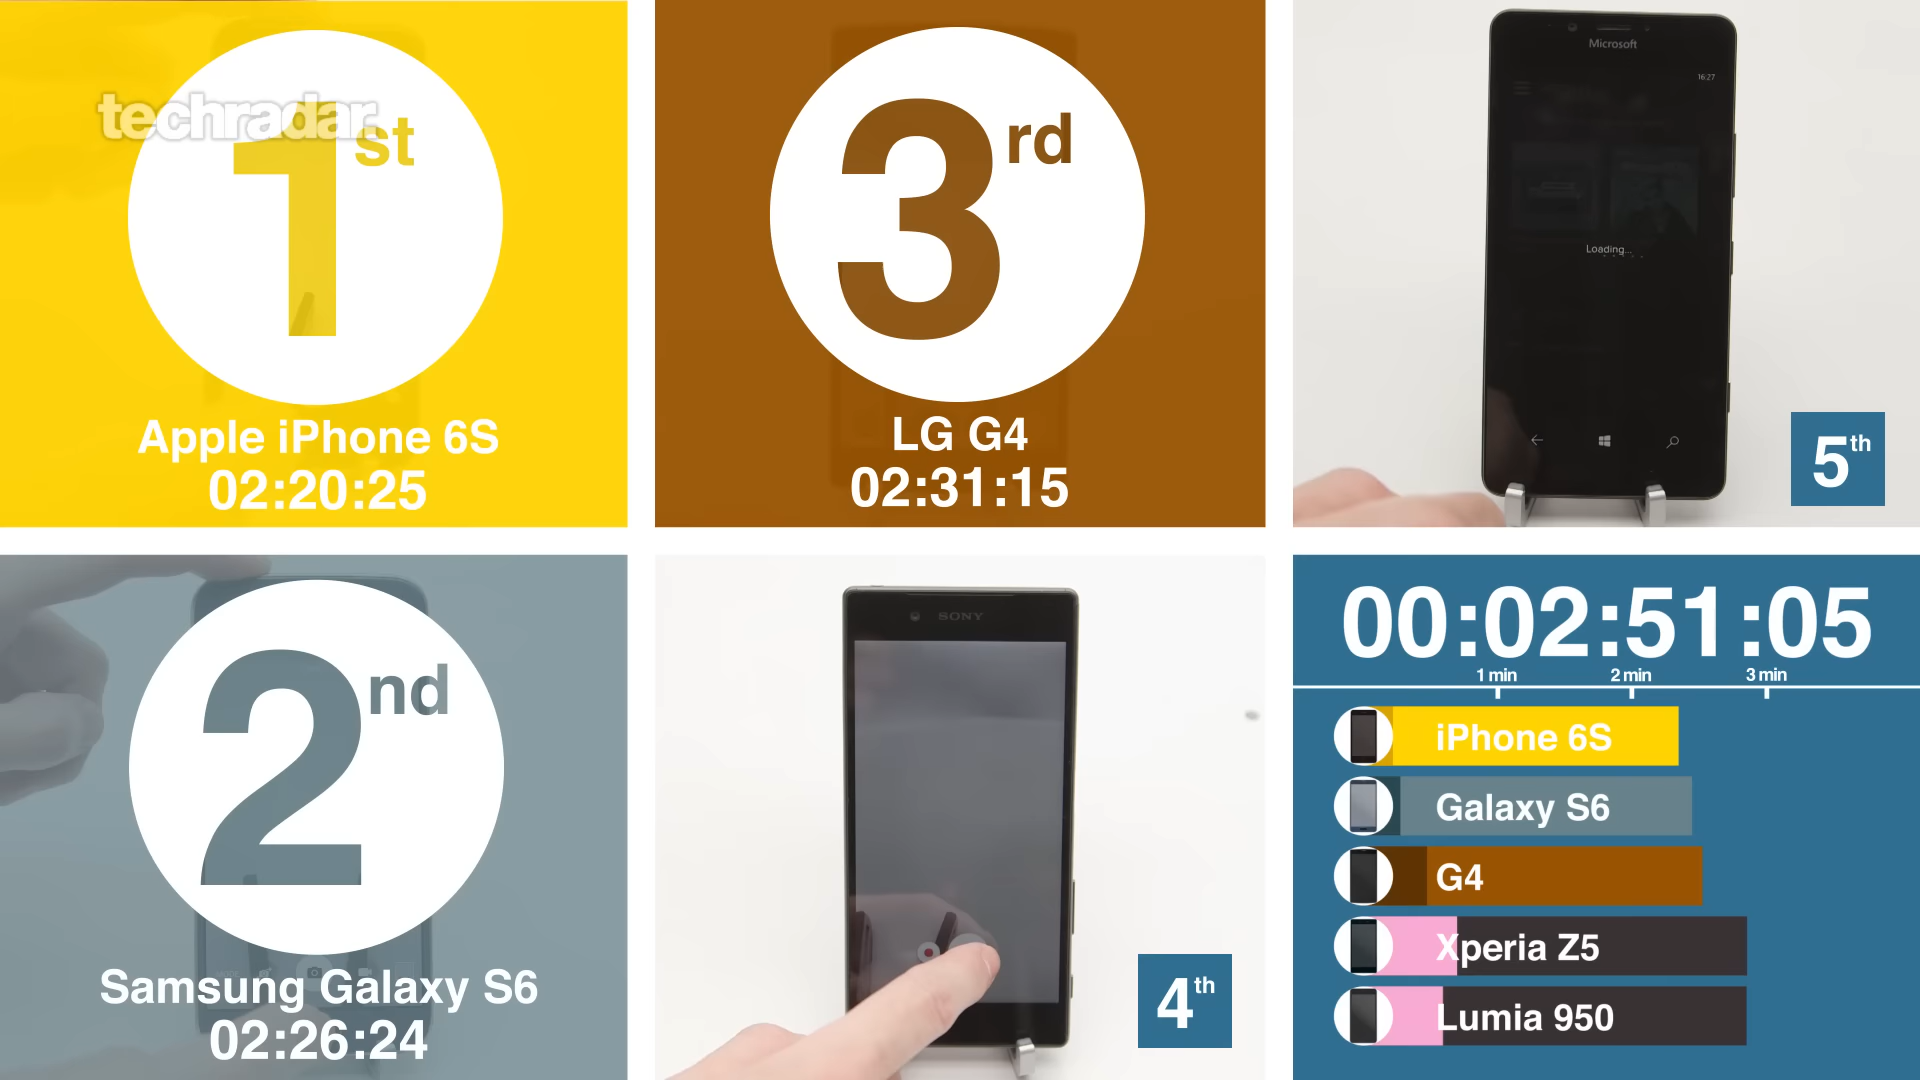 techradar
1st
Apple iPhone 6S
02:20:25
3rd
LG G4
02:31:15
Microsoft
16:27
Loading...
5th
2nd
Samsung Galaxy S6
02:26:24
SONY
4th
00:02:51:05
1 min 2 min 3 min
iPhone 6S
Galaxy S6
G4
Xperia Z5
Lumia 950